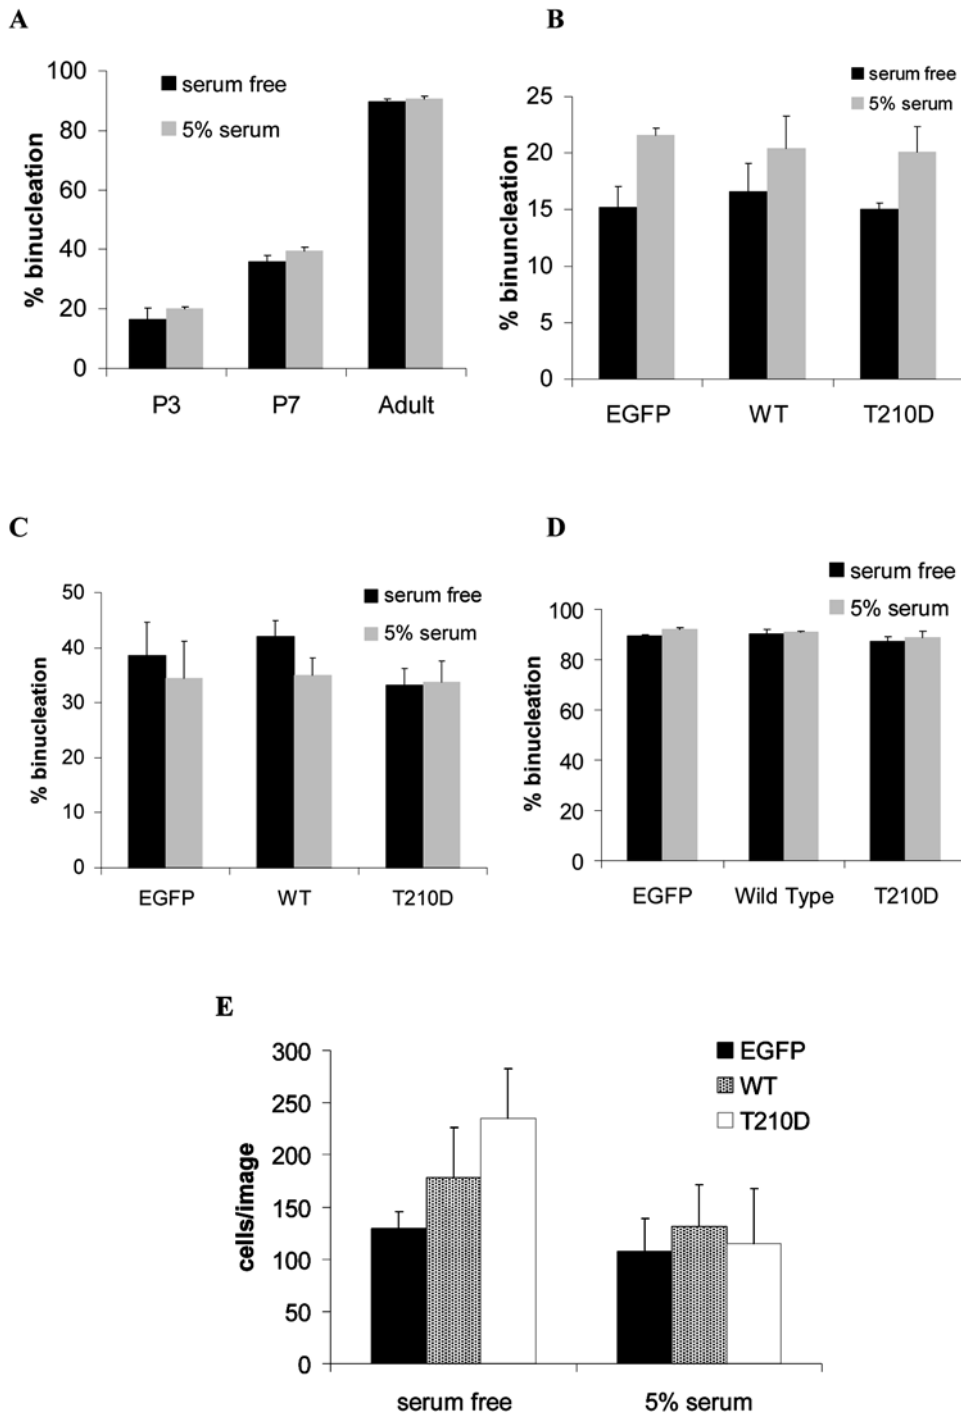 A
% binucleation
100
80
60
40
20
0
serum free
5% serum
P3 P7 Adult
B
% binuncleation
25
20
15
10
5
0
serum free
5% serum
EGFP WT T210D
C
% binucleation
50
40
30
20
10
0
serum free
5% serum
EGFP WT T210D
D
% binucleation
100
80
60
40
20
0
serum free
5% serum
EGFP Wild Type T210D
E
cells/image
300
250
200
150
100
50
0
EGFP
WT
T210D
serum free 5% serum